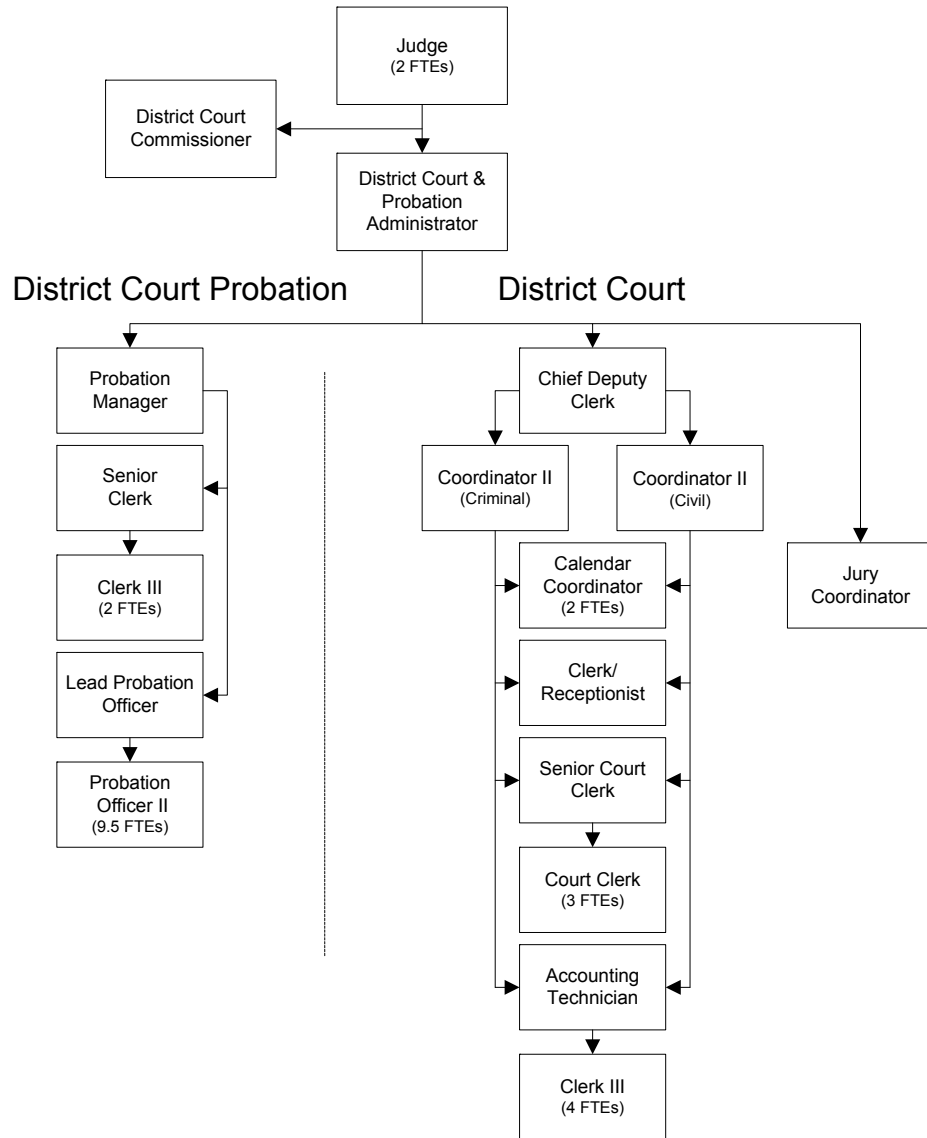 Judge
(2 FTEs)
District Court
Commissioner
District Court &
Probation
Administrator
District Court Probation
District Court
Probation
Manager
Senior
Clerk
Clerk III
(2 FTEs)
Lead Probation
Officer
Probation
Officer II
(9.5 FTEs)
Chief Deputy
Clerk
Coordinator II
(Criminal)
Coordinator II
(Civil)
Calendar
Coordinator
(2 FTEs)
Clerk/
Receptionist
Senior Court
Clerk
Court Clerk
(3 FTEs)
Accounting
Technician
Clerk III
(4 FTEs)
Jury
Coordinator